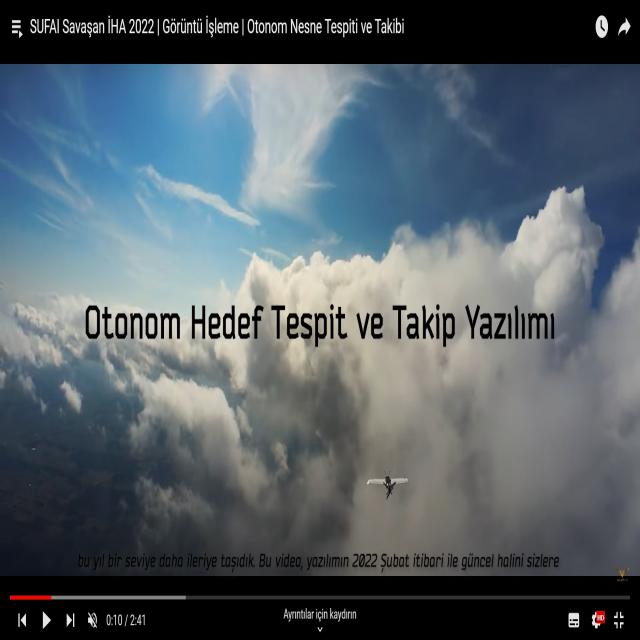 SUFAI Savaşan İHA 2022 | Görüntü İşleme | Otonom Nesne Tespiti ve Takibi
Otonom Hedef Tespit ve Takip Yazılımı
bu yıl bir seviye daha ileriye taşıdık. Bu video, yazılımın 2022 Şubat itibari ile güncel halini sizlere
0:10 / 2:41
Ayrıntılar için kaydırın
HD